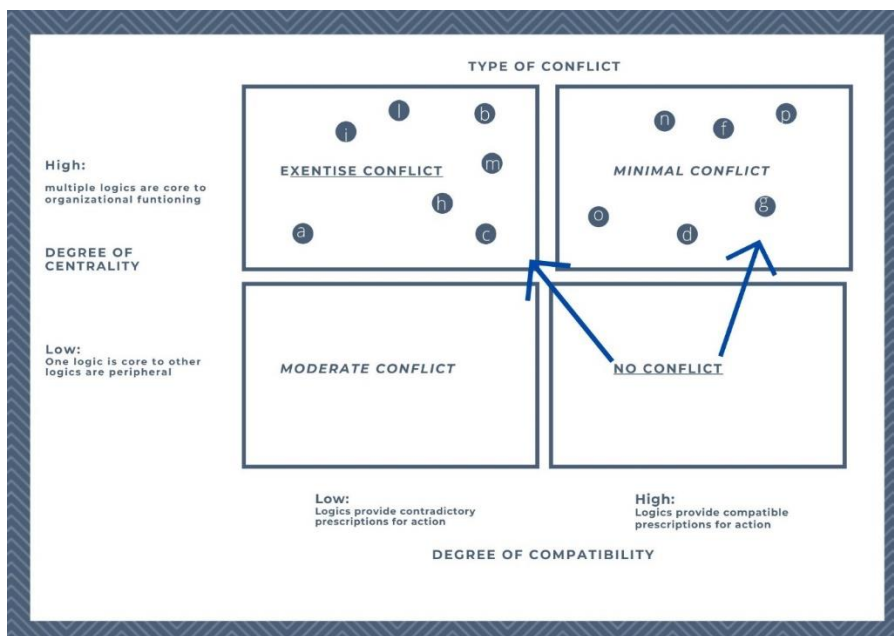 TYPE OF CONFLICT
l
b
i
n
f
p
m
High:
multiple logics are core to
organizational funtioning
EXENTISE CONFLICT
MINIMAL CONFLICT
h
g
a
c
o
d
DEGREE OF
CENTRALITY
Low:
One logic is core to other
logics are peripheral
MODERATE CONFLICT
NO CONFLICT
Low:
Logics provide contradictory
prescriptions for action
High:
Logics provide compatible
prescriptions for action
DEGREE OF COMPATIBILITY